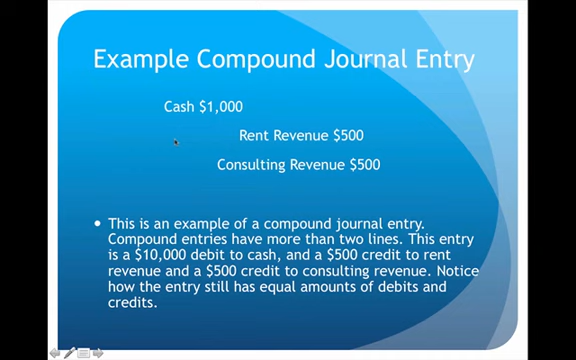 Example Compound Journal Entry
Cash $1,000
Rent Revenue $500
Consulting Revenue $500
This is an example of a compound journal entry.
Compound entries have more than two lines. This entry
is a $10,000 debit to cash, and a $500 credit to rent
revenue and a $500 credit to consulting revenue. Notice
how the entry still has equal amounts of debits and
credits.